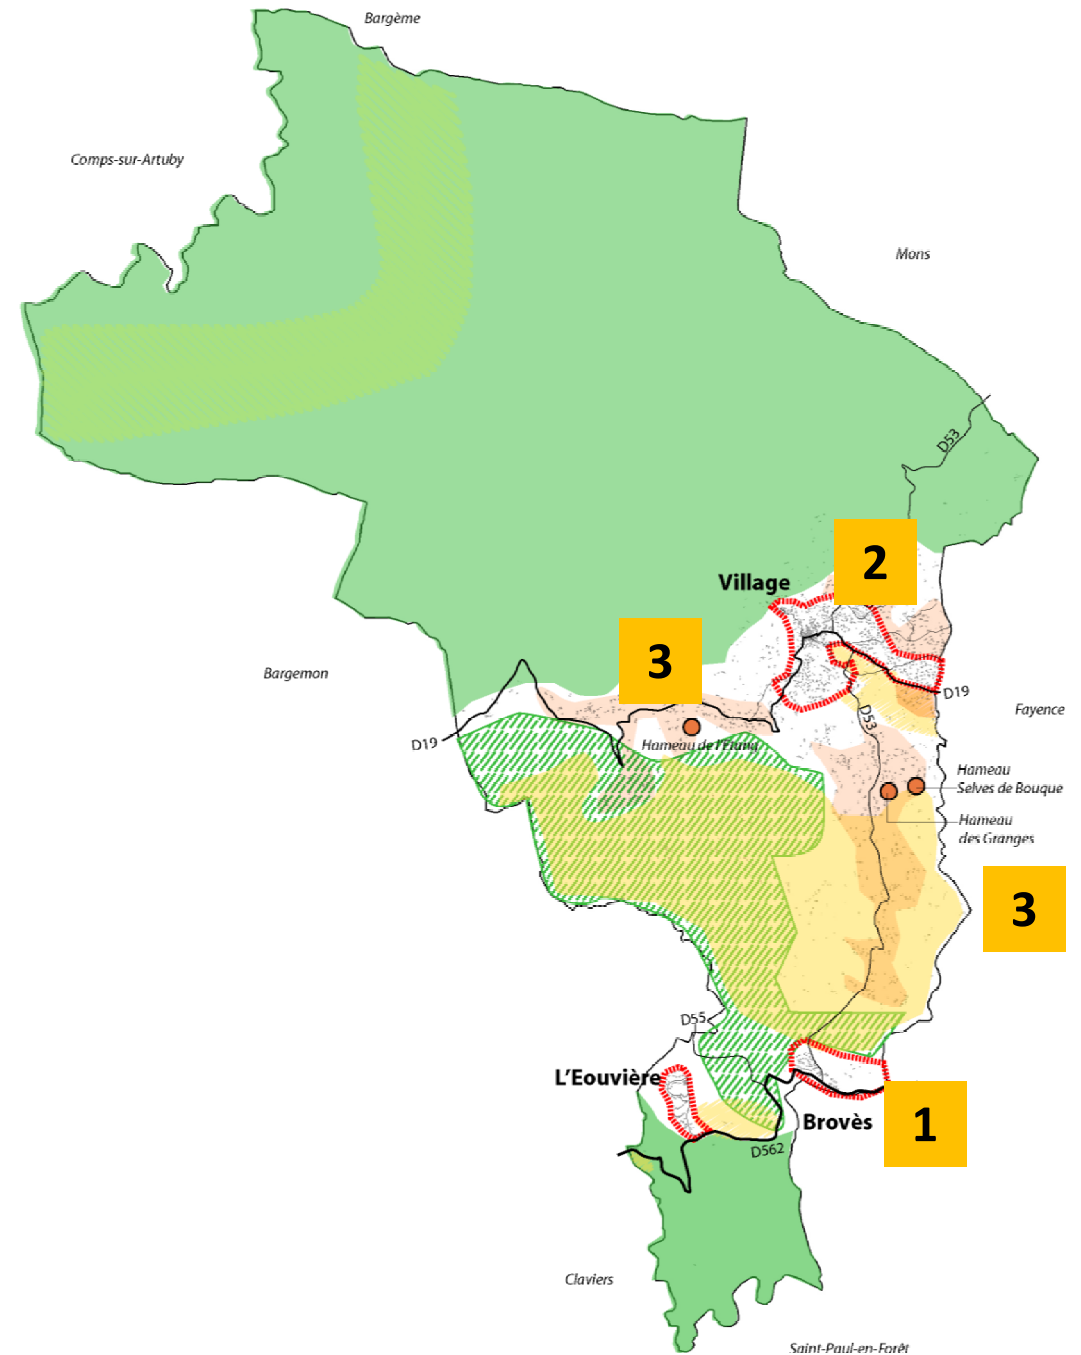 Bargème
Comps-sur-Artuby
Mons
D53
2
Village
3
Bargemon
D19
D53
Fayence
D19
Hameau de l'Etang
Hameau
Selves de Bouque
Hameau
des Granges
3
D55
L'Eouvière
1
Brovès
D562
Claviers
Saint-Paul-en-Forêt